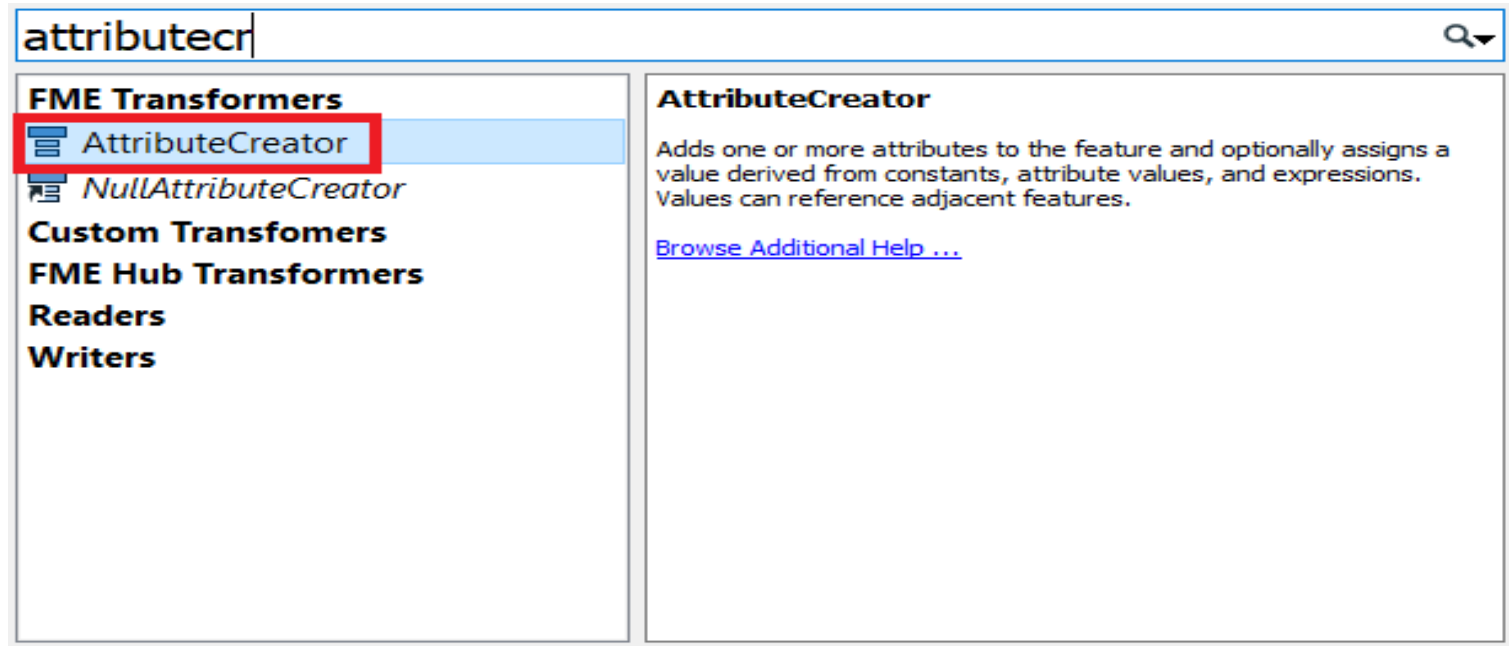 attributecr
FME Transformers
AttributeCreator
NullAttributeCreator
Custom Transfomers
FME Hub Transformers
Readers
Writers
AttributeCreator
Adds one or more attributes to the feature and optionally assigns a
value derived from constants, attribute values, and expressions.
Values can reference adjacent features.
Browse Additional Help ...